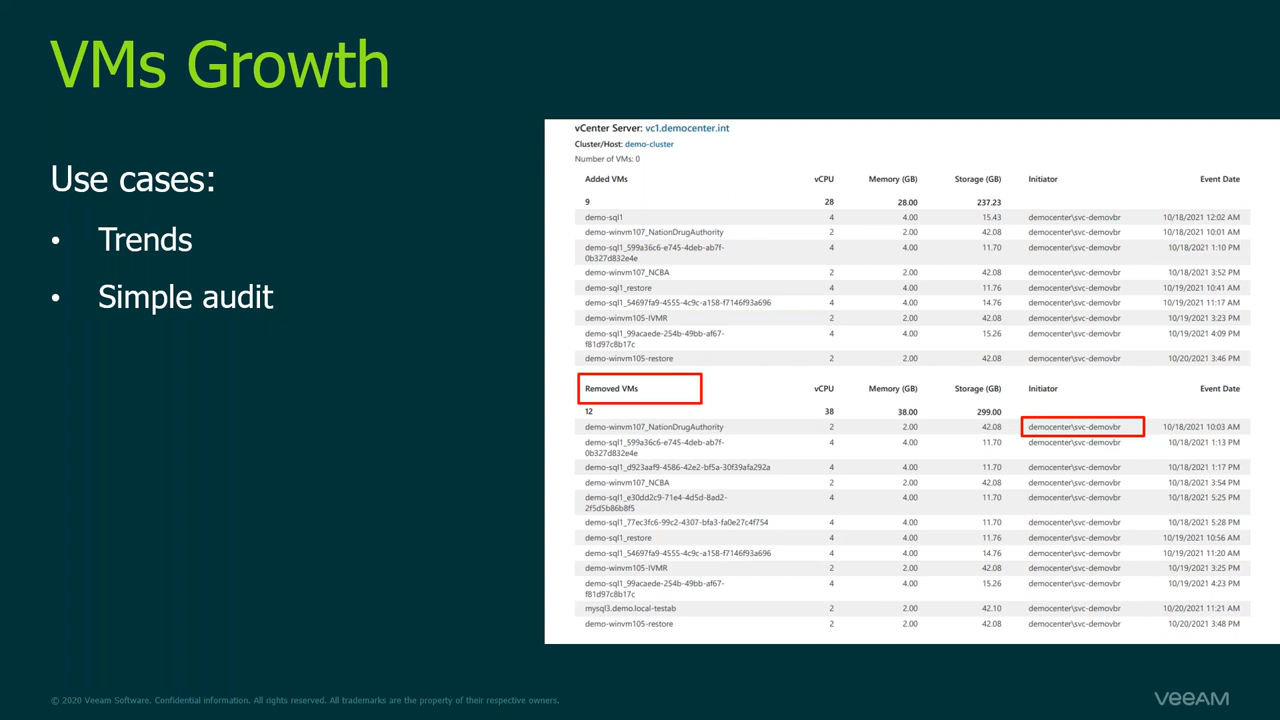 VMs Growth
Use cases:
• Trends
• Simple audit
vCenter Server: vc1.democenter.int
Cluster/Host: demo-cluster
Number of VMs: 0
Added VMs vCPU Memory (GB) Storage (GB) Initiator Event Date
9 28 28.00 237.23
demo-sql1 4 4.00 15.43 democenter\svc-demovbr 10/18/2021 12:02 AM
demo-winvm107_NationDrugAuthority 2 2.00 42.08 democenter\svc-demovbr 10/18/2021 10:01 AM
demo-sql1_599a36c6-e745-4deb-ab7f- 4 4.00 11.70 democenter\svc-demovbr 10/18/2021 1:10 PM
0b327d832e4e
demo-winvm107_NCBA 2 2.00 42.08 democenter\svc-demovbr 10/18/2021 3:52 PM
demo-sql1_restore 4 4.00 11.76 democenter\svc-demovbr 10/19/2021 10:41 AM
demo-sql1_54697fa9-4555-4c9c-a158-f7146f93a696 4 4.00 14.76 democenter\svc-demovbr 10/19/2021 11:17 AM
demo-winvm105-IVMR 2 2.00 42.08 democenter\svc-demovbr 10/19/2021 3:23 PM
demo-sql1_99acaede-254b-49bb-af67- 4 4.00 15.26 democenter\svc-demovbr 10/19/2021 4:09 PM
f81d97c8b17c
demo-winvm105-restore 2 2.00 42.08 democenter\svc-demovbr 10/20/2021 3:46 PM
Removed VMs vCPU Memory (GB) Storage (GB) Initiator Event Date
12 38 38.00 299.00
demo-winvm107_NationDrugAuthority 2 2.00 42.08 democenter\svc-demovbr 10/18/2021 10:03 AM
demo-sql1_599a36c6-e745-4deb-ab7f- 4 4.00 11.70 democenter\svc-demovbr 10/18/2021 1:13 PM
0b327d832e4e
demo-sql1_d923aaf9-4586-42e2-bf5a-30f39afa292a 4 4.00 11.70 democenter\svc-demovbr 10/18/2021 1:17 PM
demo-winvm107_NCBA 2 2.00 42.08 democenter\svc-demovbr 10/18/2021 3:54 PM
demo-sql1_e30dd2c9-71e4-4d5d-8ad2- 4 4.00 11.70 democenter\svc-demovbr 10/18/2021 5:25 PM
2f5d5b86b8f5
demo-sql1_77ec3fc6-99c2-4307-bfa3-fa0e27c4f754 4 4.00 11.70 democenter\svc-demovbr 10/18/2021 5:28 PM
demo-sql1_restore 4 4.00 11.76 democenter\svc-demovbr 10/19/2021 10:56 AM
demo-sql1_54697fa9-4555-4c9c-a158-f7146f93a696 4 4.00 14.76 democenter\svc-demovbr 10/19/2021 11:20 AM
demo-winvm105-IVMR 2 2.00 42.08 democenter\svc-demovbr 10/19/2021 3:25 PM
demo-sql1_99acaede-254b-49bb-af67- 4 4.00 15.26 democenter\svc-demovbr 10/19/2021 4:23 PM
f81d97c8b17c
mysql3.demo.local-testab 2 2.00 42.10 democenter\svc-demovbr 10/20/2021 11:21 AM
demo-winvm105-restore 2 2.00 42.08 democenter\svc-demovbr 10/20/2021 3:48 PM
© 2020 Veeam Software. Confidential information. All rights reserved. All trademarks are the property of their respective owners.
VEEAM